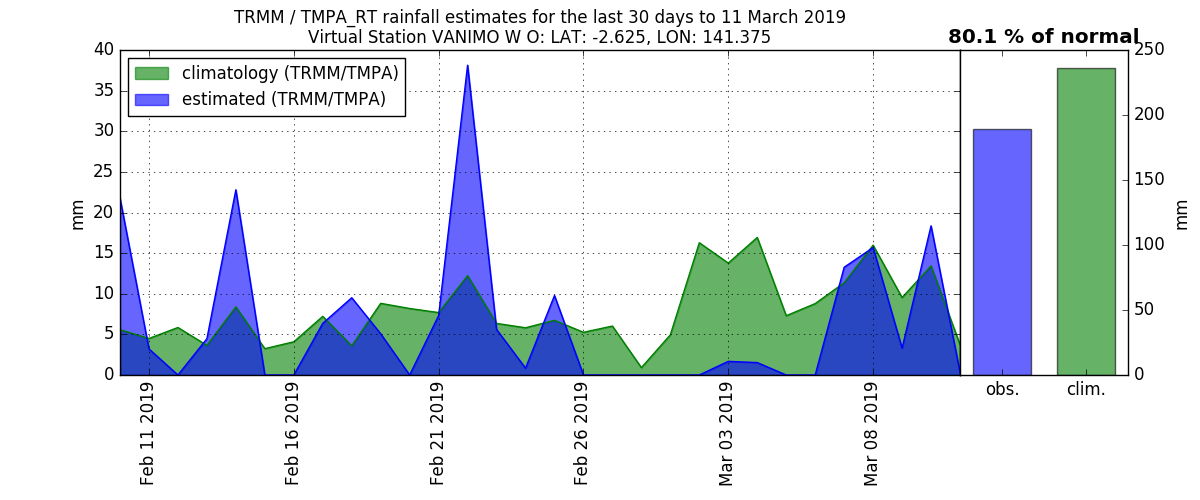 TRMM / TMPA_RT rainfall estimates for the last 30 days to 11 March 2019
Virtual Station VANIMO W O: LAT: -2.625, LON: 141.375
80.1 % of normal
climatology (TRMM/TMPA)
estimated (TRMM/TMPA)
mm
40
35
30
25
20
15
10
5
0
Feb 11 2019
Feb 16 2019
Feb 21 2019
Feb 26 2019
Mar 03 2019
Mar 08 2019
obs.
clim.
250
200
150
100
50
0
mm